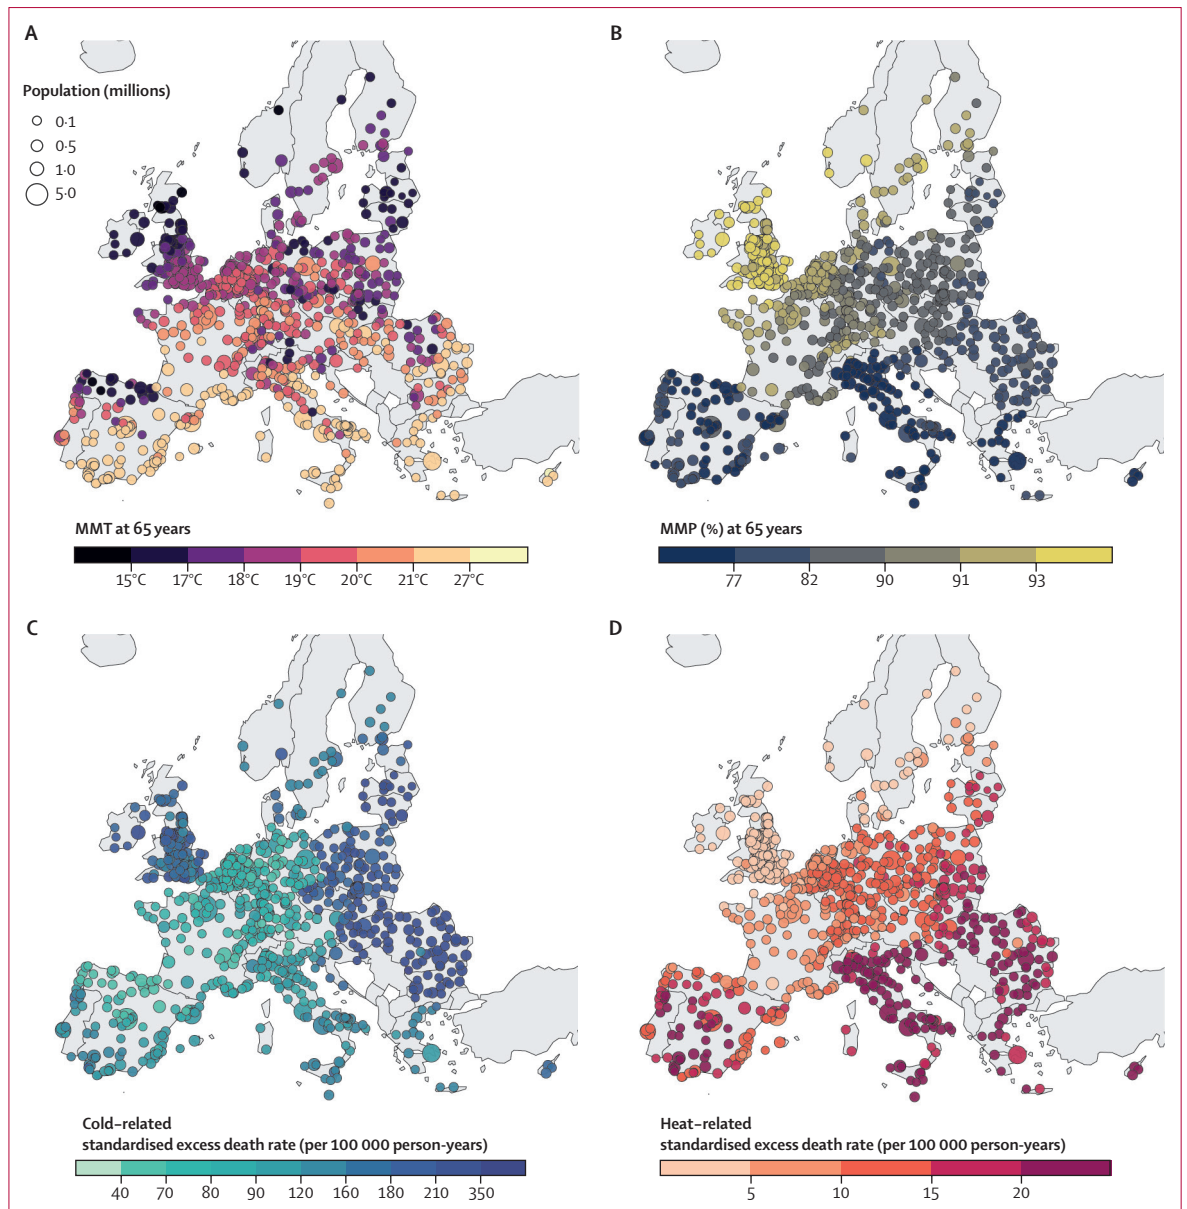 A
B
Population (millions)
0·1
0·5
1·0
5·0
MMT at 65 years
15°C 17°C 18°C 19°C 20°C 21°C 27°C
MMP (%) at 65 years
77 82 90 91 93
C
D
Cold–related
standardised excess death rate (per 100 000 person-years)
40 70 80 90 120 160 180 210 350
Heat–related
standardised excess death rate (per 100 000 person-years)
5 10 15 20